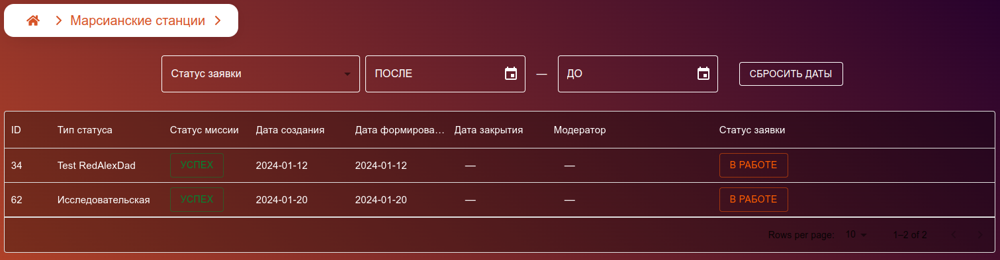 Марсианские станции
Статус заявки ПОСЛЕ — ДО СБРОСИТЬ ДАТЫ
ID Тип статуса Статус миссии Дата создания Дата формирова… Дата закрытия Модератор Статус заявки
34 Test RedAlexDad УСПЕХ 2024-01-12 2024-01-12 — — В РАБОТЕ
62 Исследовательская УСПЕХ 2024-01-20 2024-01-20 — — В РАБОТЕ
Rows per page: 10 1–2 of 2